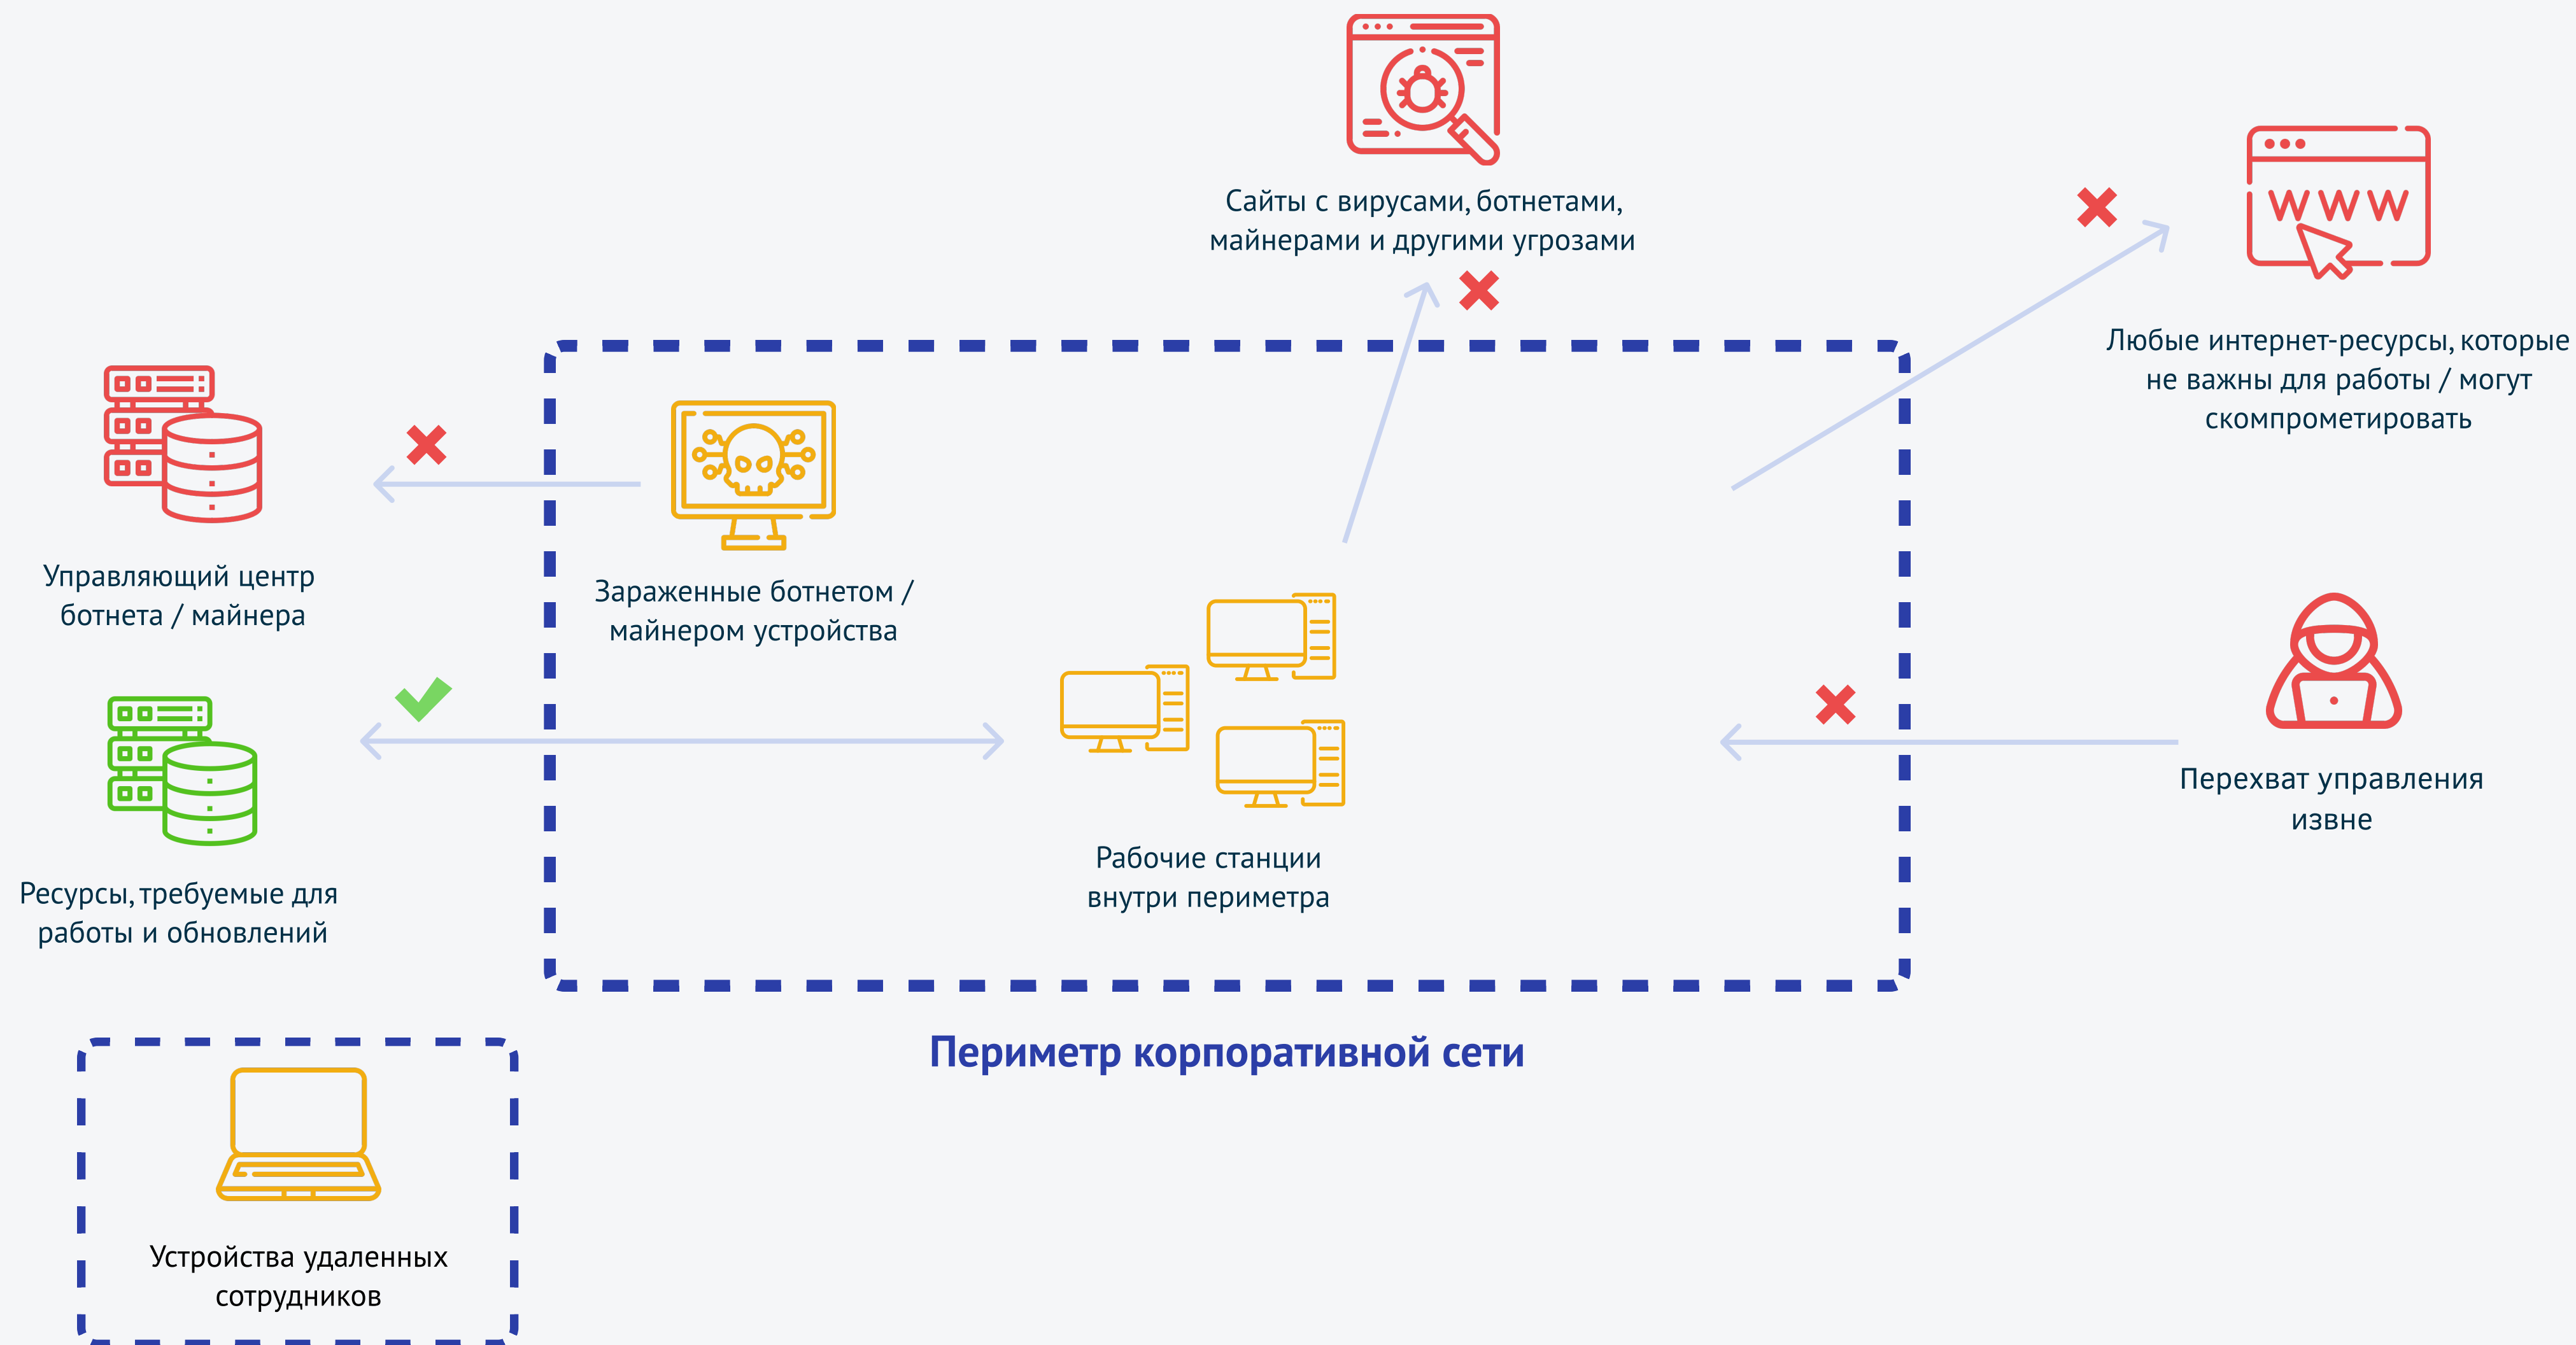 Сайты с вирусами, ботнетами,
майнерами и другими угрозами
WWW
Любые интернет-ресурсы, которые
не важны для работы / могут
скомпрометировать
Управляющий центр
ботнета / майнера
Зараженные ботнетом /
майнером устройства
Перехват управления
извне
Рабочие станции
внутри периметра
Ресурсы, требуемые для
работы и обновлений
Периметр корпоративной сети
Устройства удаленных
сотрудников